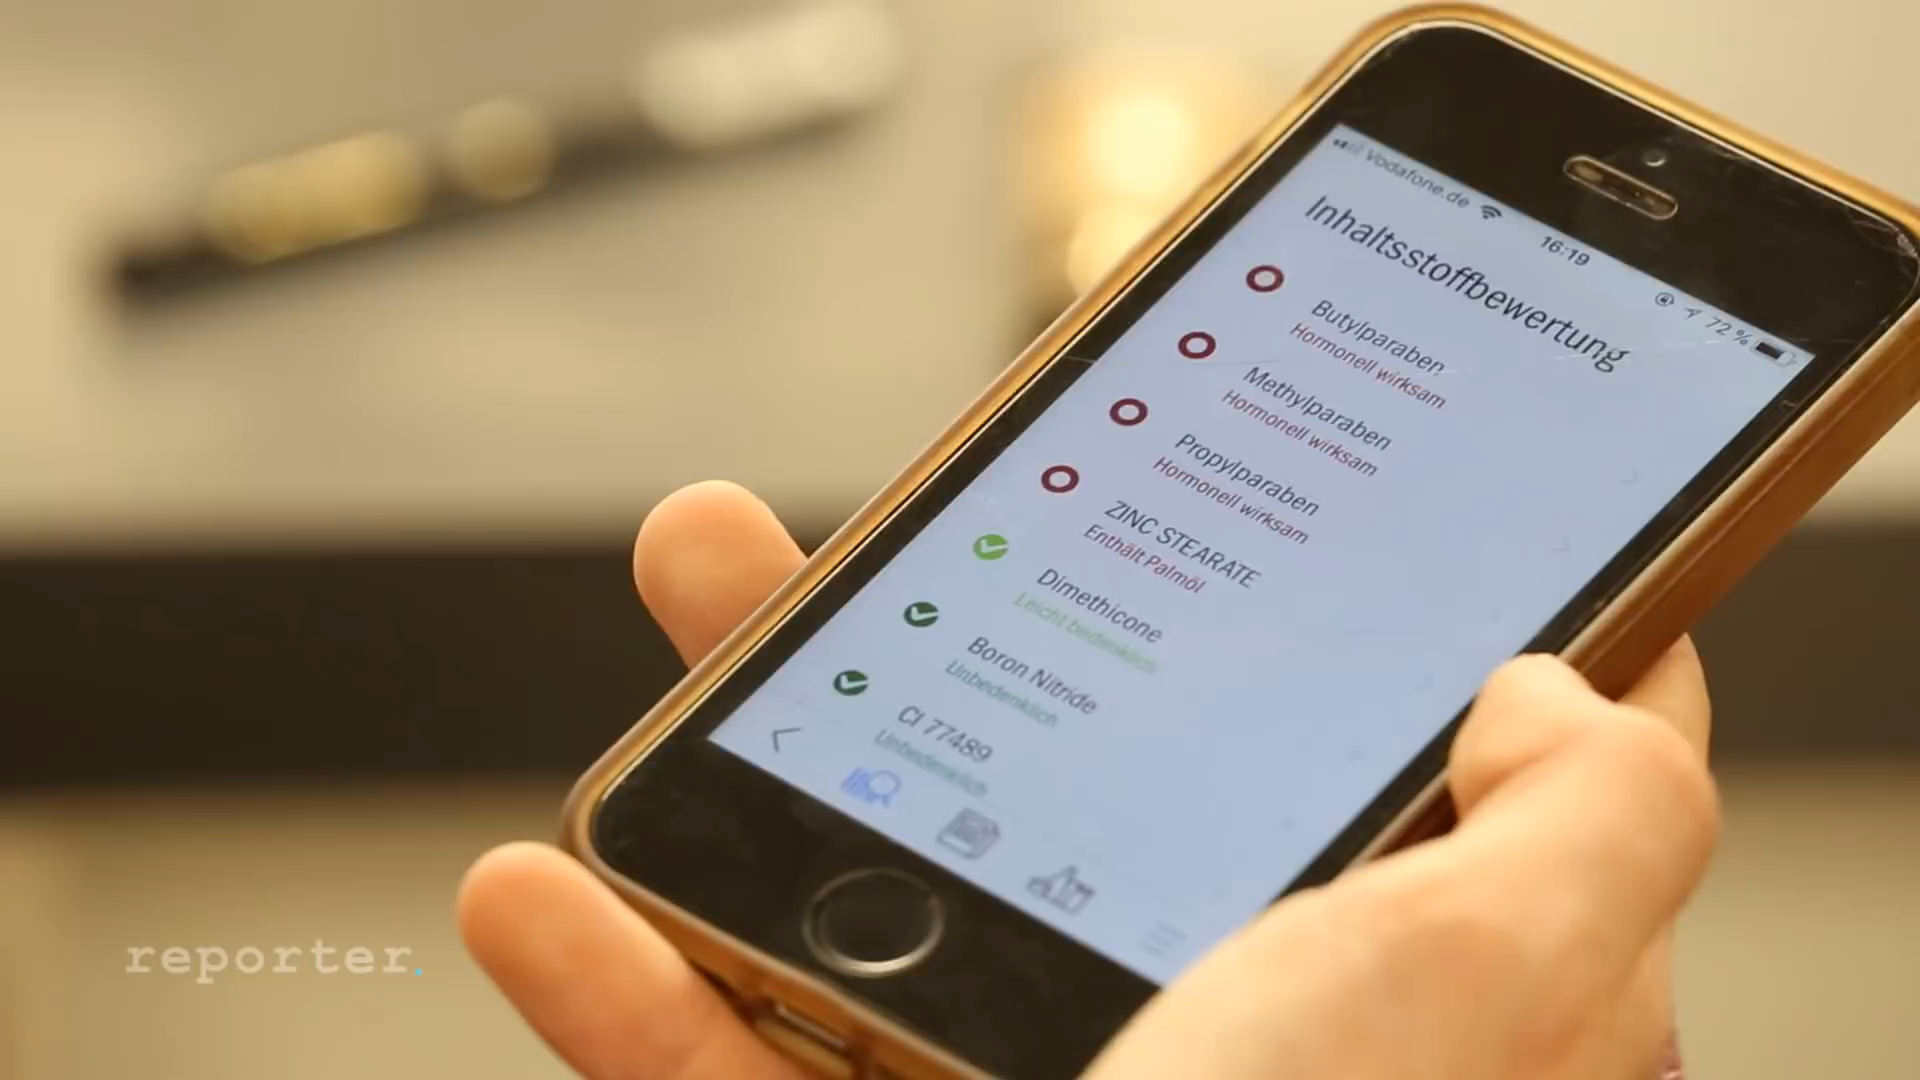 Vodafone.de 16:19 72 %
Inhaltsstoffbewertung
Butylparaben
Hormonell wirksam
Methylparaben
Hormonell wirksam
Propylparaben
Hormonell wirksam
ZINC STEARATE
Enthält Palmöl
Dimethicone
Leicht bedenklich
Boron Nitride
Unbedenklich
CI 77489
Unbedenklich
reporter.